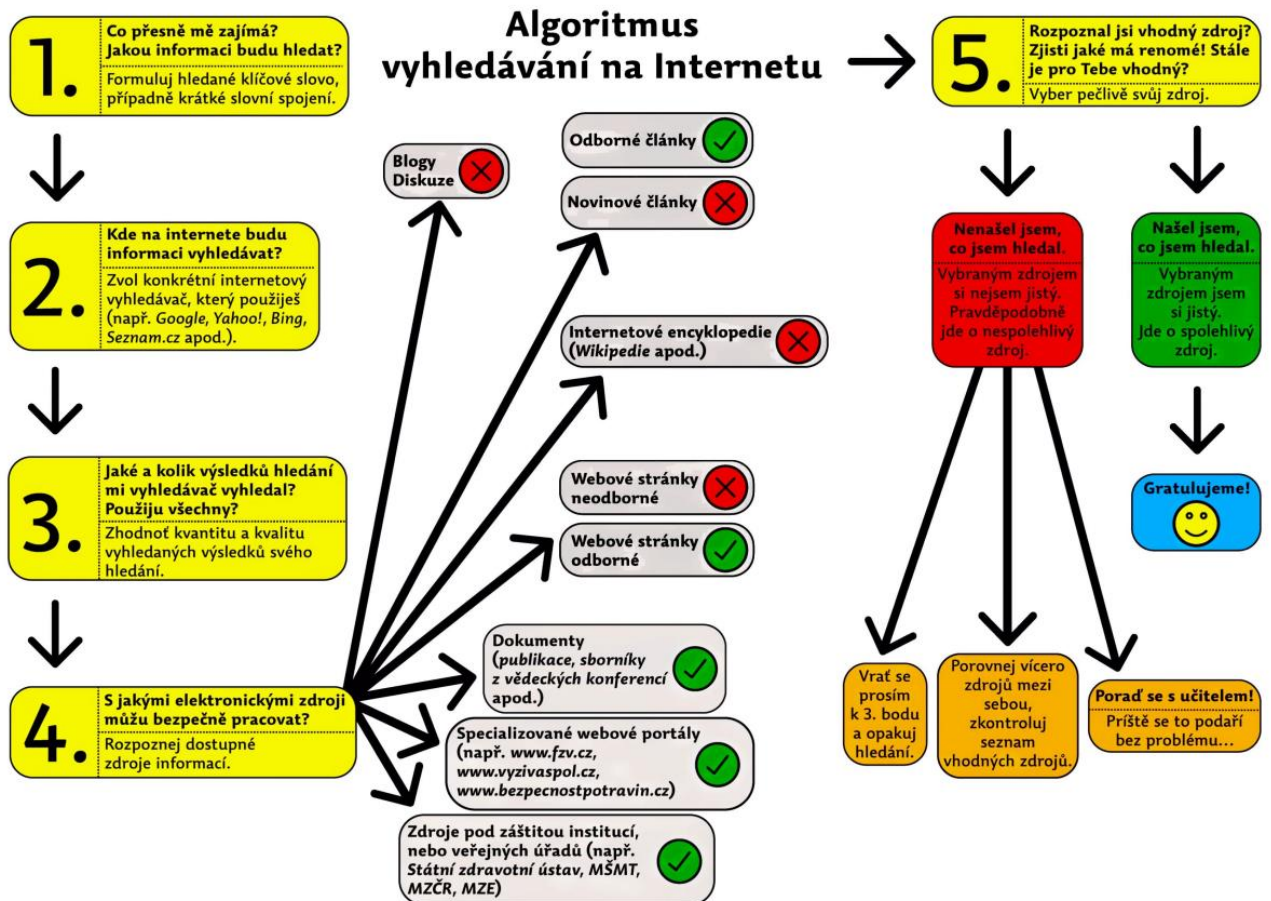 Algoritmus
vyhledávání na Internetu
1.
Co přesně mě zajímá?
Jakou informaci budu hledat?
Formuluj hledané klíčové slovo,
případně krátké slovní spojení.
2.
Kde na internete budu
informaci vyhledávat?
Zvol konkrétní internetový
vyhledávač, který použiješ
(např. Google, Yahoo!, Bing,
Seznam.cz apod.).
3.
Jaké a kolik výsledků hledání
mi vyhledávač vyhledal?
Použiju všechny?
Zhodnoť kvantitu a kvalitu
vyhledaných výsledků svého
hledání.
4.
S jakými elektronickými zdroji
můžu bezpečně pracovat?
Rozpoznej dostupné
zdroje informací.
Blogy
Diskuze
Odborné články
Novinové články
Internetové encyklopedie
(Wikipedie apod.)
Webové stránky
neodborné
Webové stránky
odborné
Dokumenty
(publikace, sborníky
z vědeckých konferencí
apod.)
Specializované webové portály
(např. www.fzv.cz,
www.vyzivaspol.cz,
www.bezpecnostpotravin.cz)
Zdroje pod záštitou institucí,
nebo veřejných úřadů (např.
Státní zdravotní ústav, MŠMT,
MZČR, MZE)
5.
Rozpoznal jsi vhodný zdroj?
Zjisti jaké má renomé! Stále
je pro Tebe vhodný?
Vyber pečlivě svůj zdroj.
Nenašel jsem,
co jsem hledal.
Vybraným zdrojem
si nejsem jistý.
Pravděpodobně
jde o nespolehlivý
zdroj.
Našel jsem,
co jsem hledal.
Vybraným
zdrojem jsem
si jistý.
Jde o spolehlivý
zdroj.
Gratulujeme!
Vrať se
prosím
k 3. bodu
a opakuj
hledání.
Porovnej vícero
zdrojů mezi
sebou,
zkontroluj
seznam
vhodných zdrojů.
Poraď se s učitelem!
Príště se to podaří
bez problému...